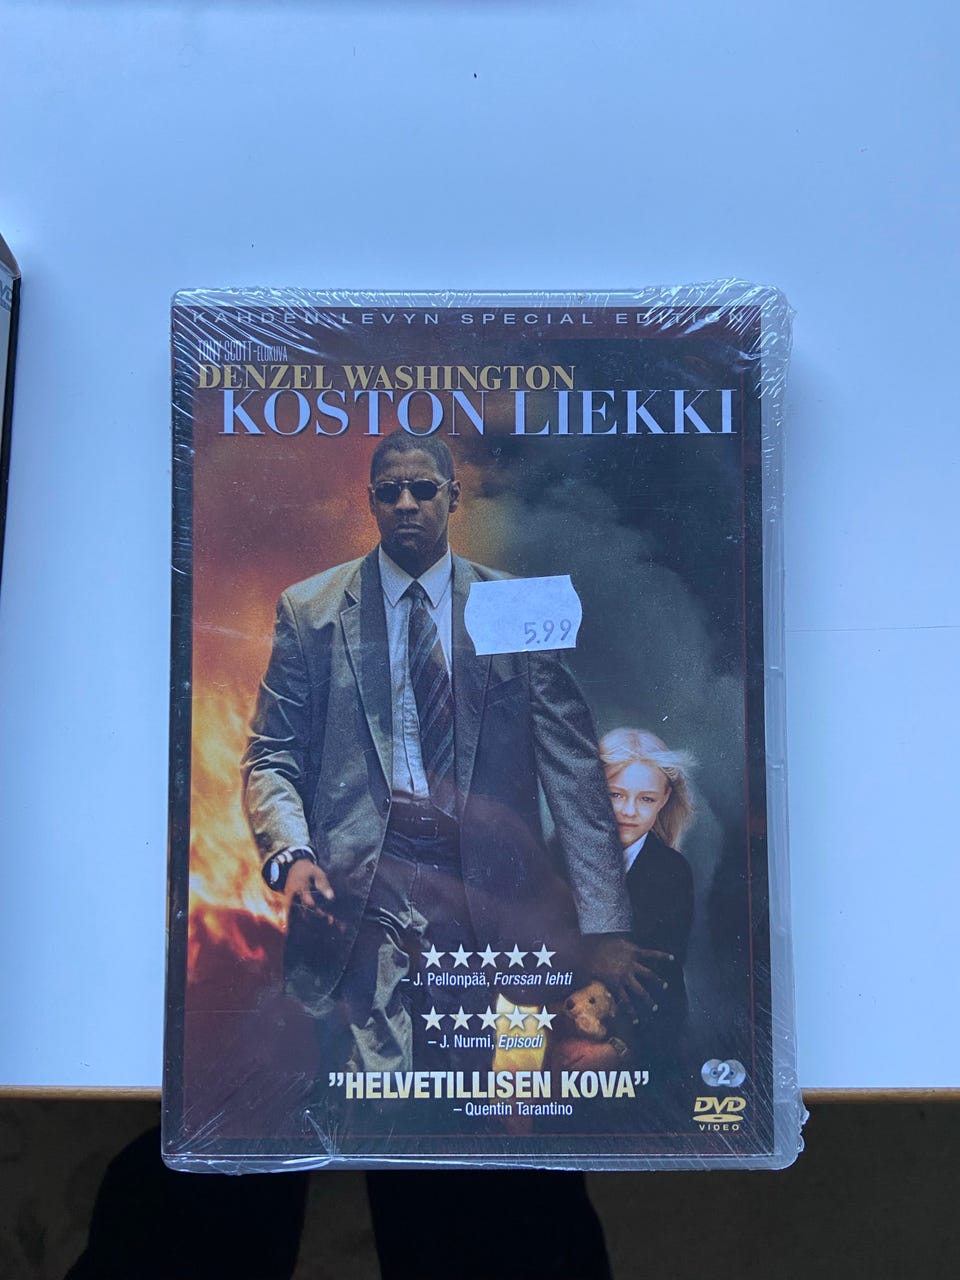 KAHDEN LEVYN SPECIAL EDITION
TONY SCOTT-ELOKUVA
DENZEL WASHINGTON
KOSTON LIEKKI
5.99
★★★★★
– J. Pellonpää, Forssan lehti
★★★★★
– J. Nurmi, Episodi
”HELVETILLISEN KOVA”
– Quentin Tarantino
2
DVD
VIDEO